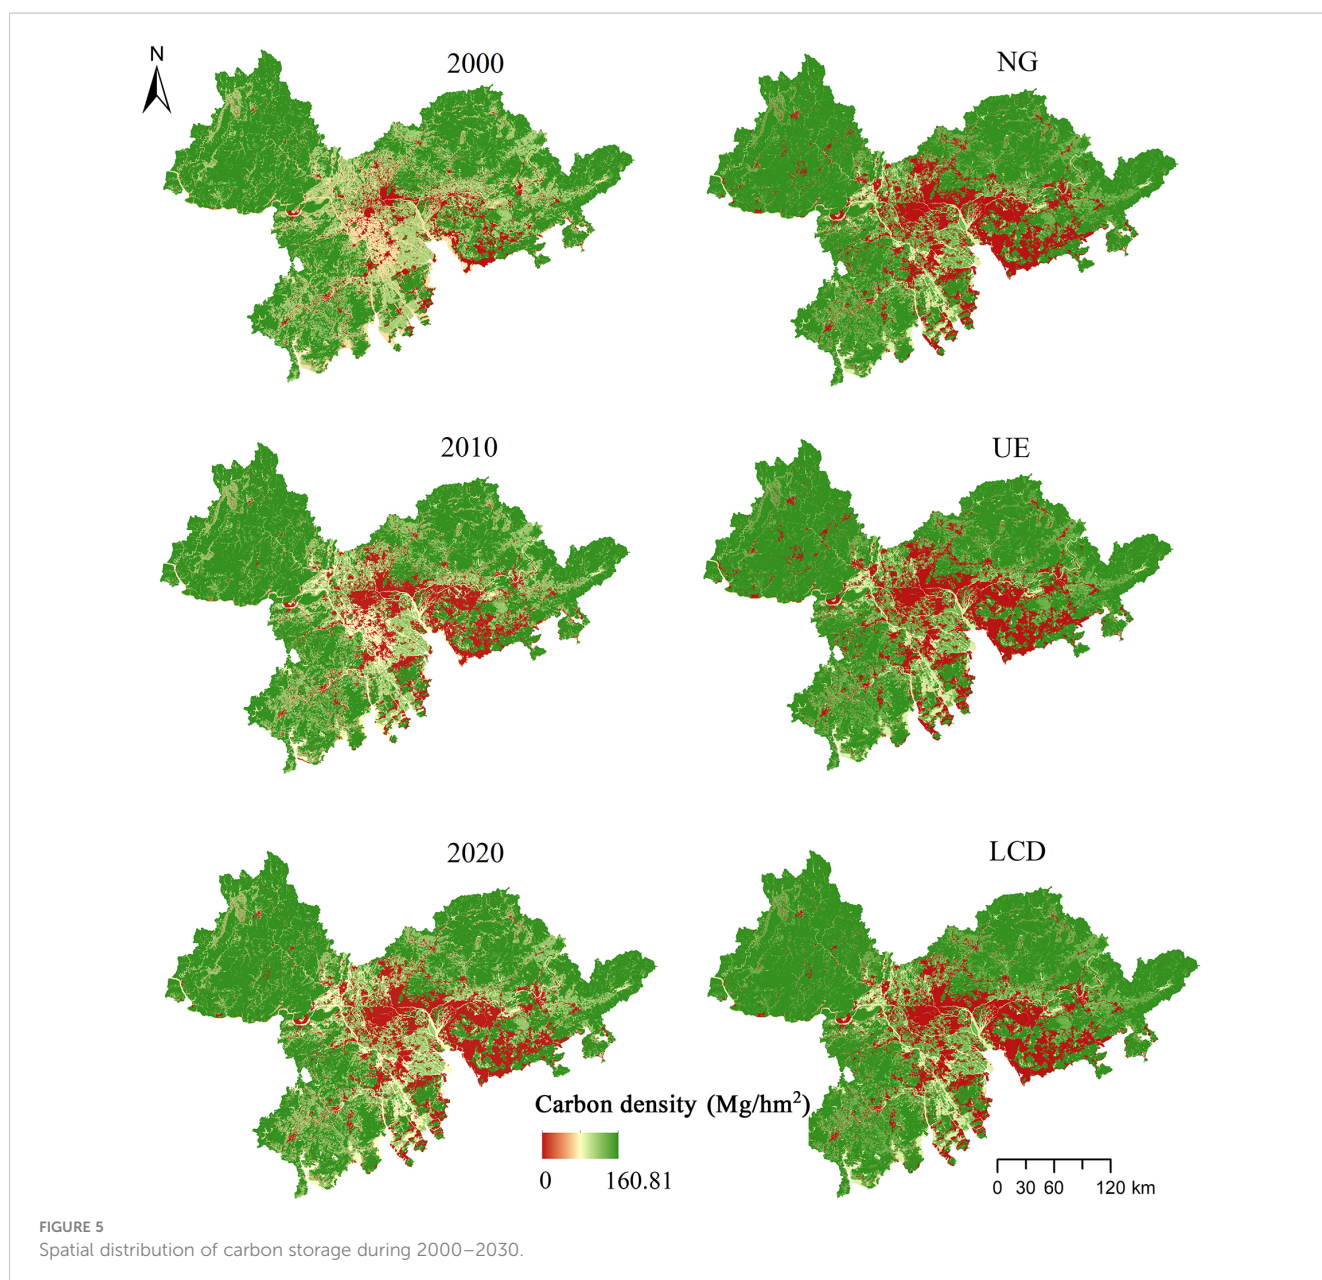 N
2000
NG
2010
UE
2020
LCD
Carbon density (Mg/hm²)
0 160.81
0 30 60 120 km
FIGURE 5
Spatial distribution of carbon storage during 2000–2030.